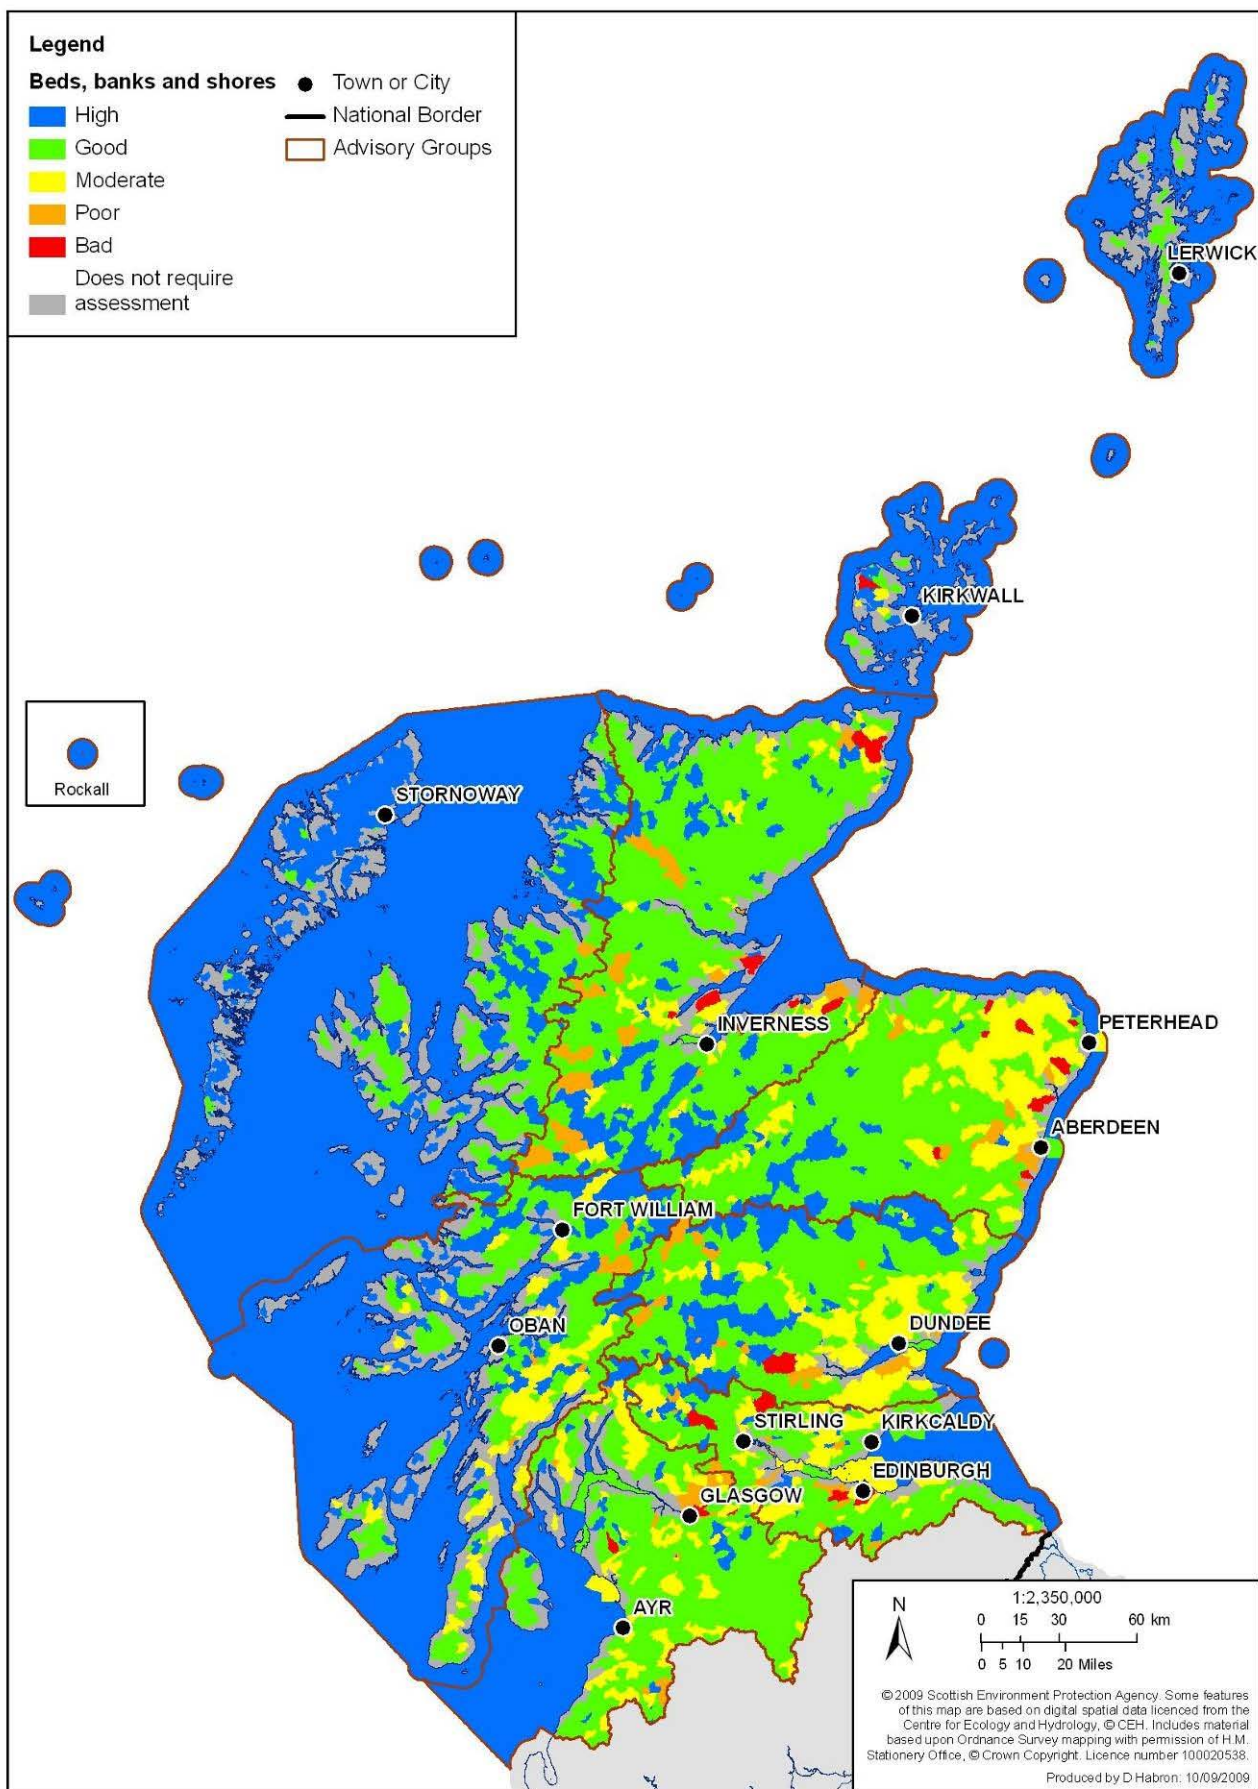 Legend
Beds, banks and shores
High
Good
Moderate
Poor
Bad
Does not require
assessment
Town or City
National Border
Advisory Groups
LERWICK
KIRKWALL
Rockall
STORNOWAY
INVERNESS
PETERHEAD
ABERDEEN
FORT WILLIAM
OBAN
DUNDEE
STIRLING
KIRKCALDY
EDINBURGH
GLASGOW
AYR
N
1:2,350,000
0 15 30 60 km
0 5 10 20 Miles
© 2009 Scottish Environment Protection Agency. Some features
of this map are based on digital spatial data licenced from the
Centre for Ecology and Hydrology, © CEH. Includes material
based upon Ordnance Survey mapping with permission of H.M.
Stationery Office, © Crown Copyright. Licence number 100020538.
Produced by D Habron: 10/09/2009